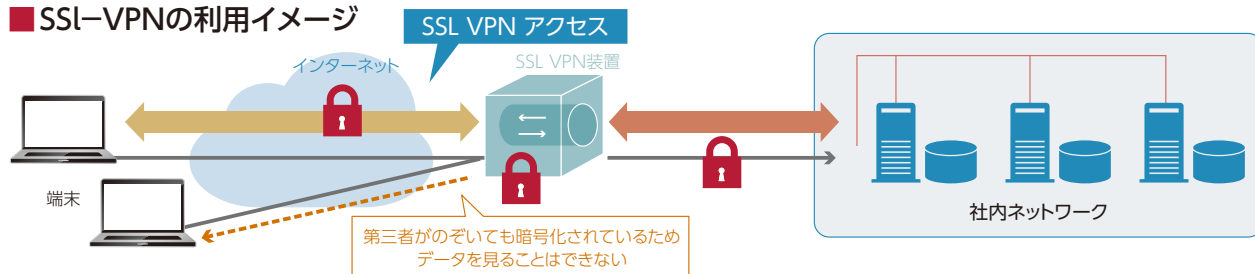 ■SSl-VPNの利用イメージ
SSL VPN アクセス
インターネット
SSL VPN装置
端末
第三者がのぞいても暗号化されているため
データを見ることはできない
社内ネットワーク